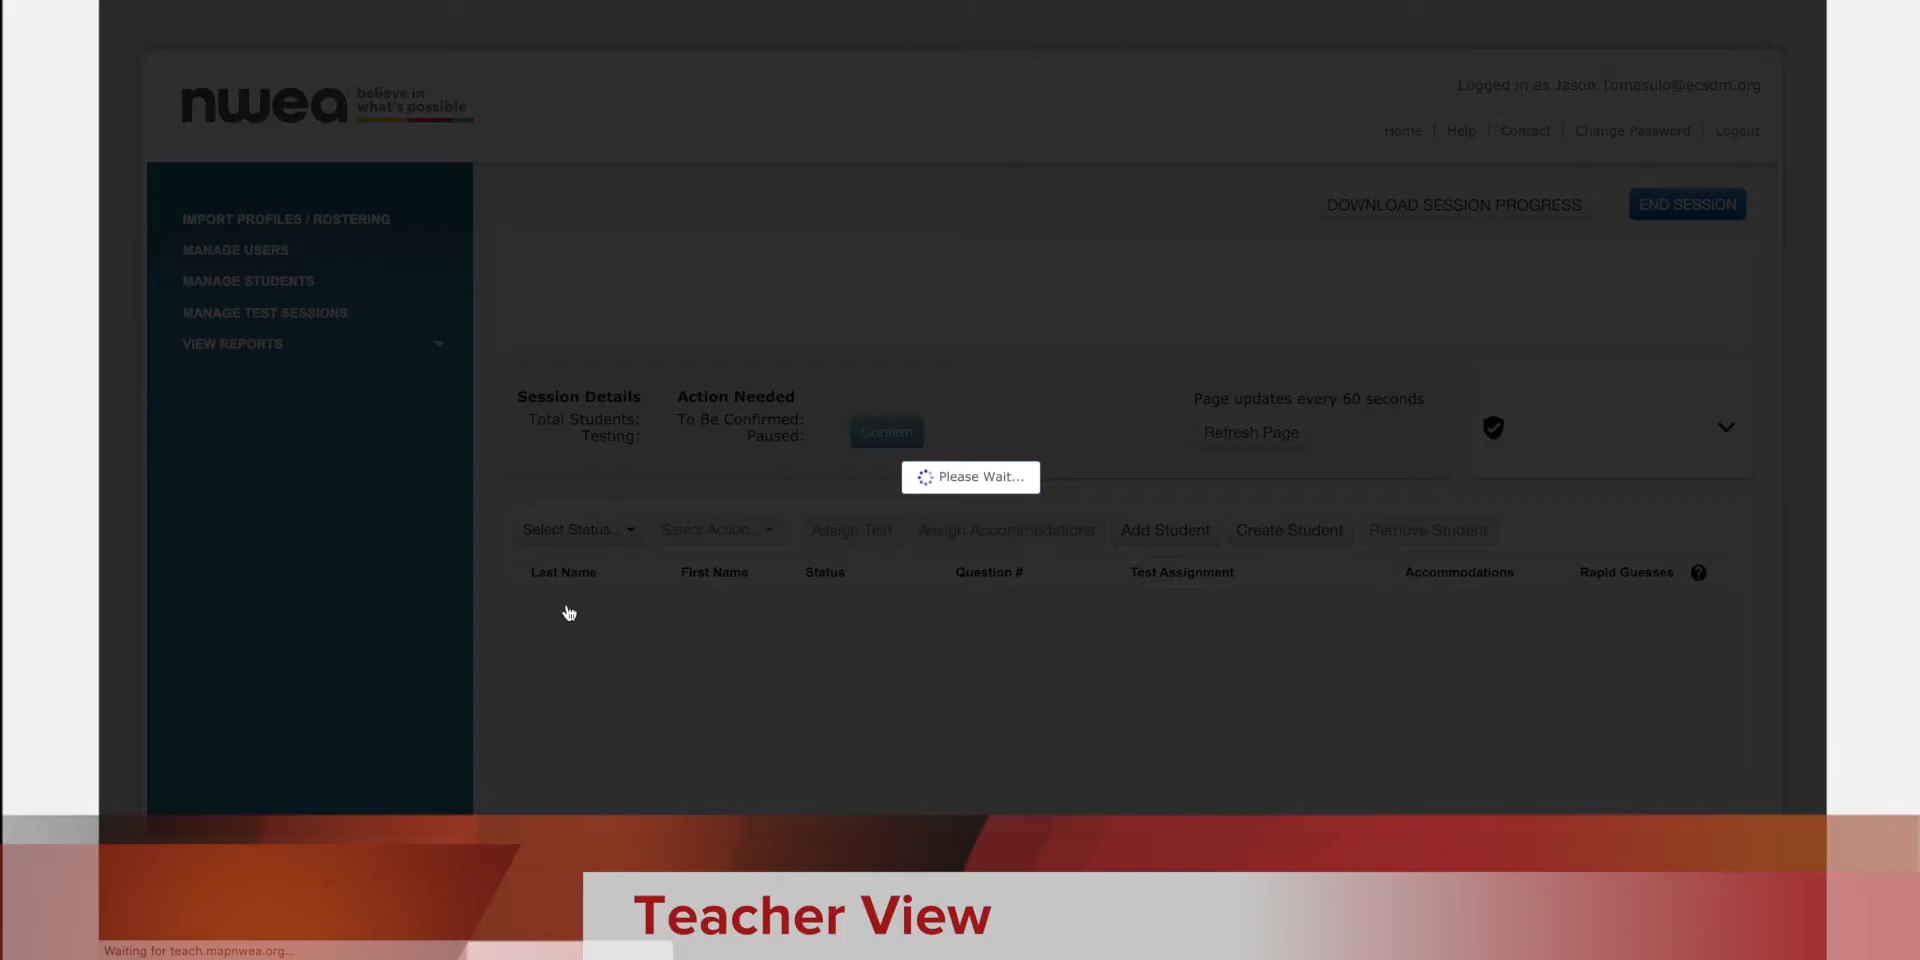 nwea believe in
what's possible
Logged in as Jason.Tomasulo@ecsdm.org
Home | Help | Contact | Change Password | Logout
IMPORT PROFILES / ROSTERING
MANAGE USERS
MANAGE STUDENTS
MANAGE TEST SESSIONS
VIEW REPORTS
DOWNLOAD SESSION PROGRESS
END SESSION
Session Details
Total Students:
Testing:
Action Needed
To Be Confirmed:
Paused:
Confirm
Page updates every 60 seconds
Refresh Page
Please Wait...
Select Status... Select Action... Assign Test Assign Accommodations Add Student Create Student Remove Student
Last Name First Name Status Question # Test Assignment Accommodations Rapid Guesses ?
Teacher View
Waiting for teach.mapnwea.org...